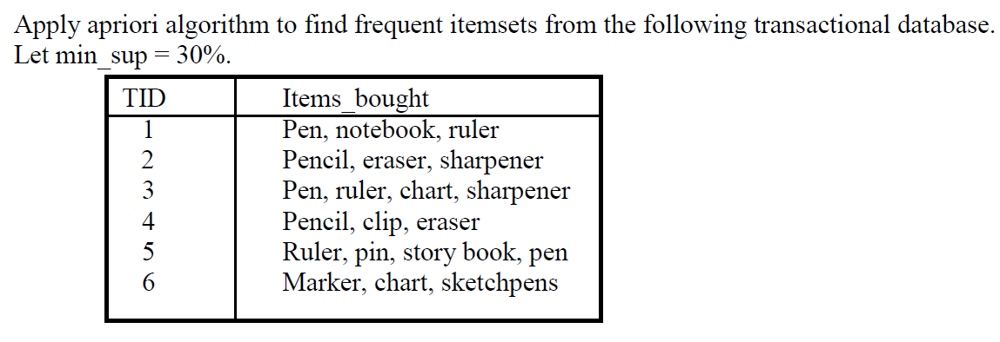 Apply apriori algorithm to find frequent itemsets from the following transactional database.
Let min_sup = 30%.
TID Items_bought
1 Pen, notebook, ruler
2 Pencil, eraser, sharpener
3 Pen, ruler, chart, sharpener
4 Pencil, clip, eraser
5 Ruler, pin, story book, pen
6 Marker, chart, sketchpens